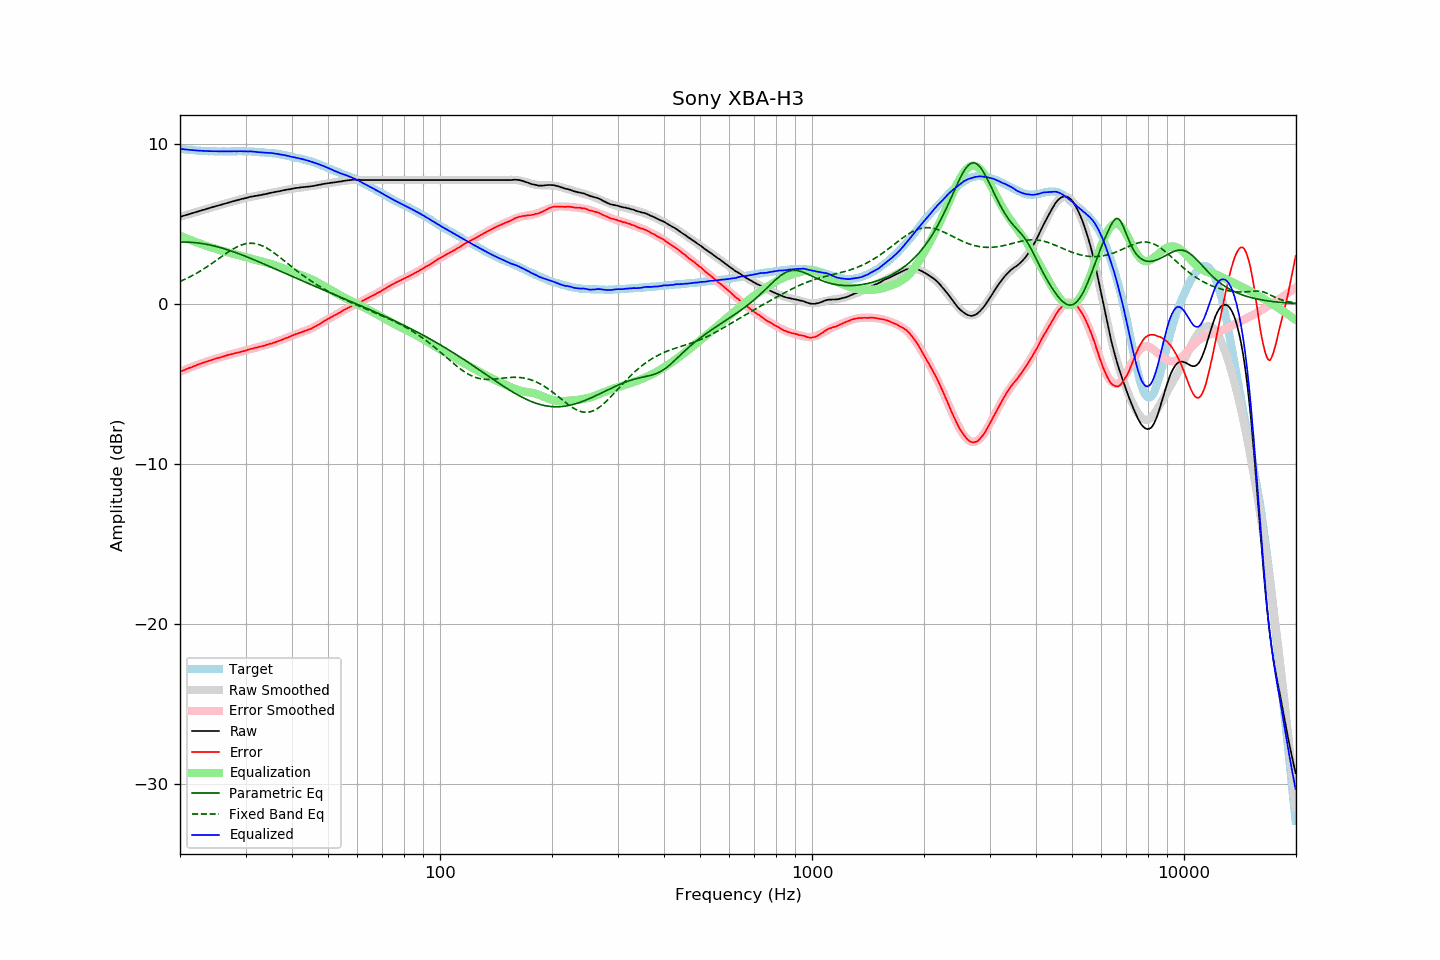 Sony XBA-H3
10
0
−10
−20
−30
Amplitude (dBr)
Target
Raw Smoothed
Error Smoothed
Raw
Error
Equalization
Parametric Eq
Fixed Band Eq
Equalized
100
1000
10000
Frequency (Hz)